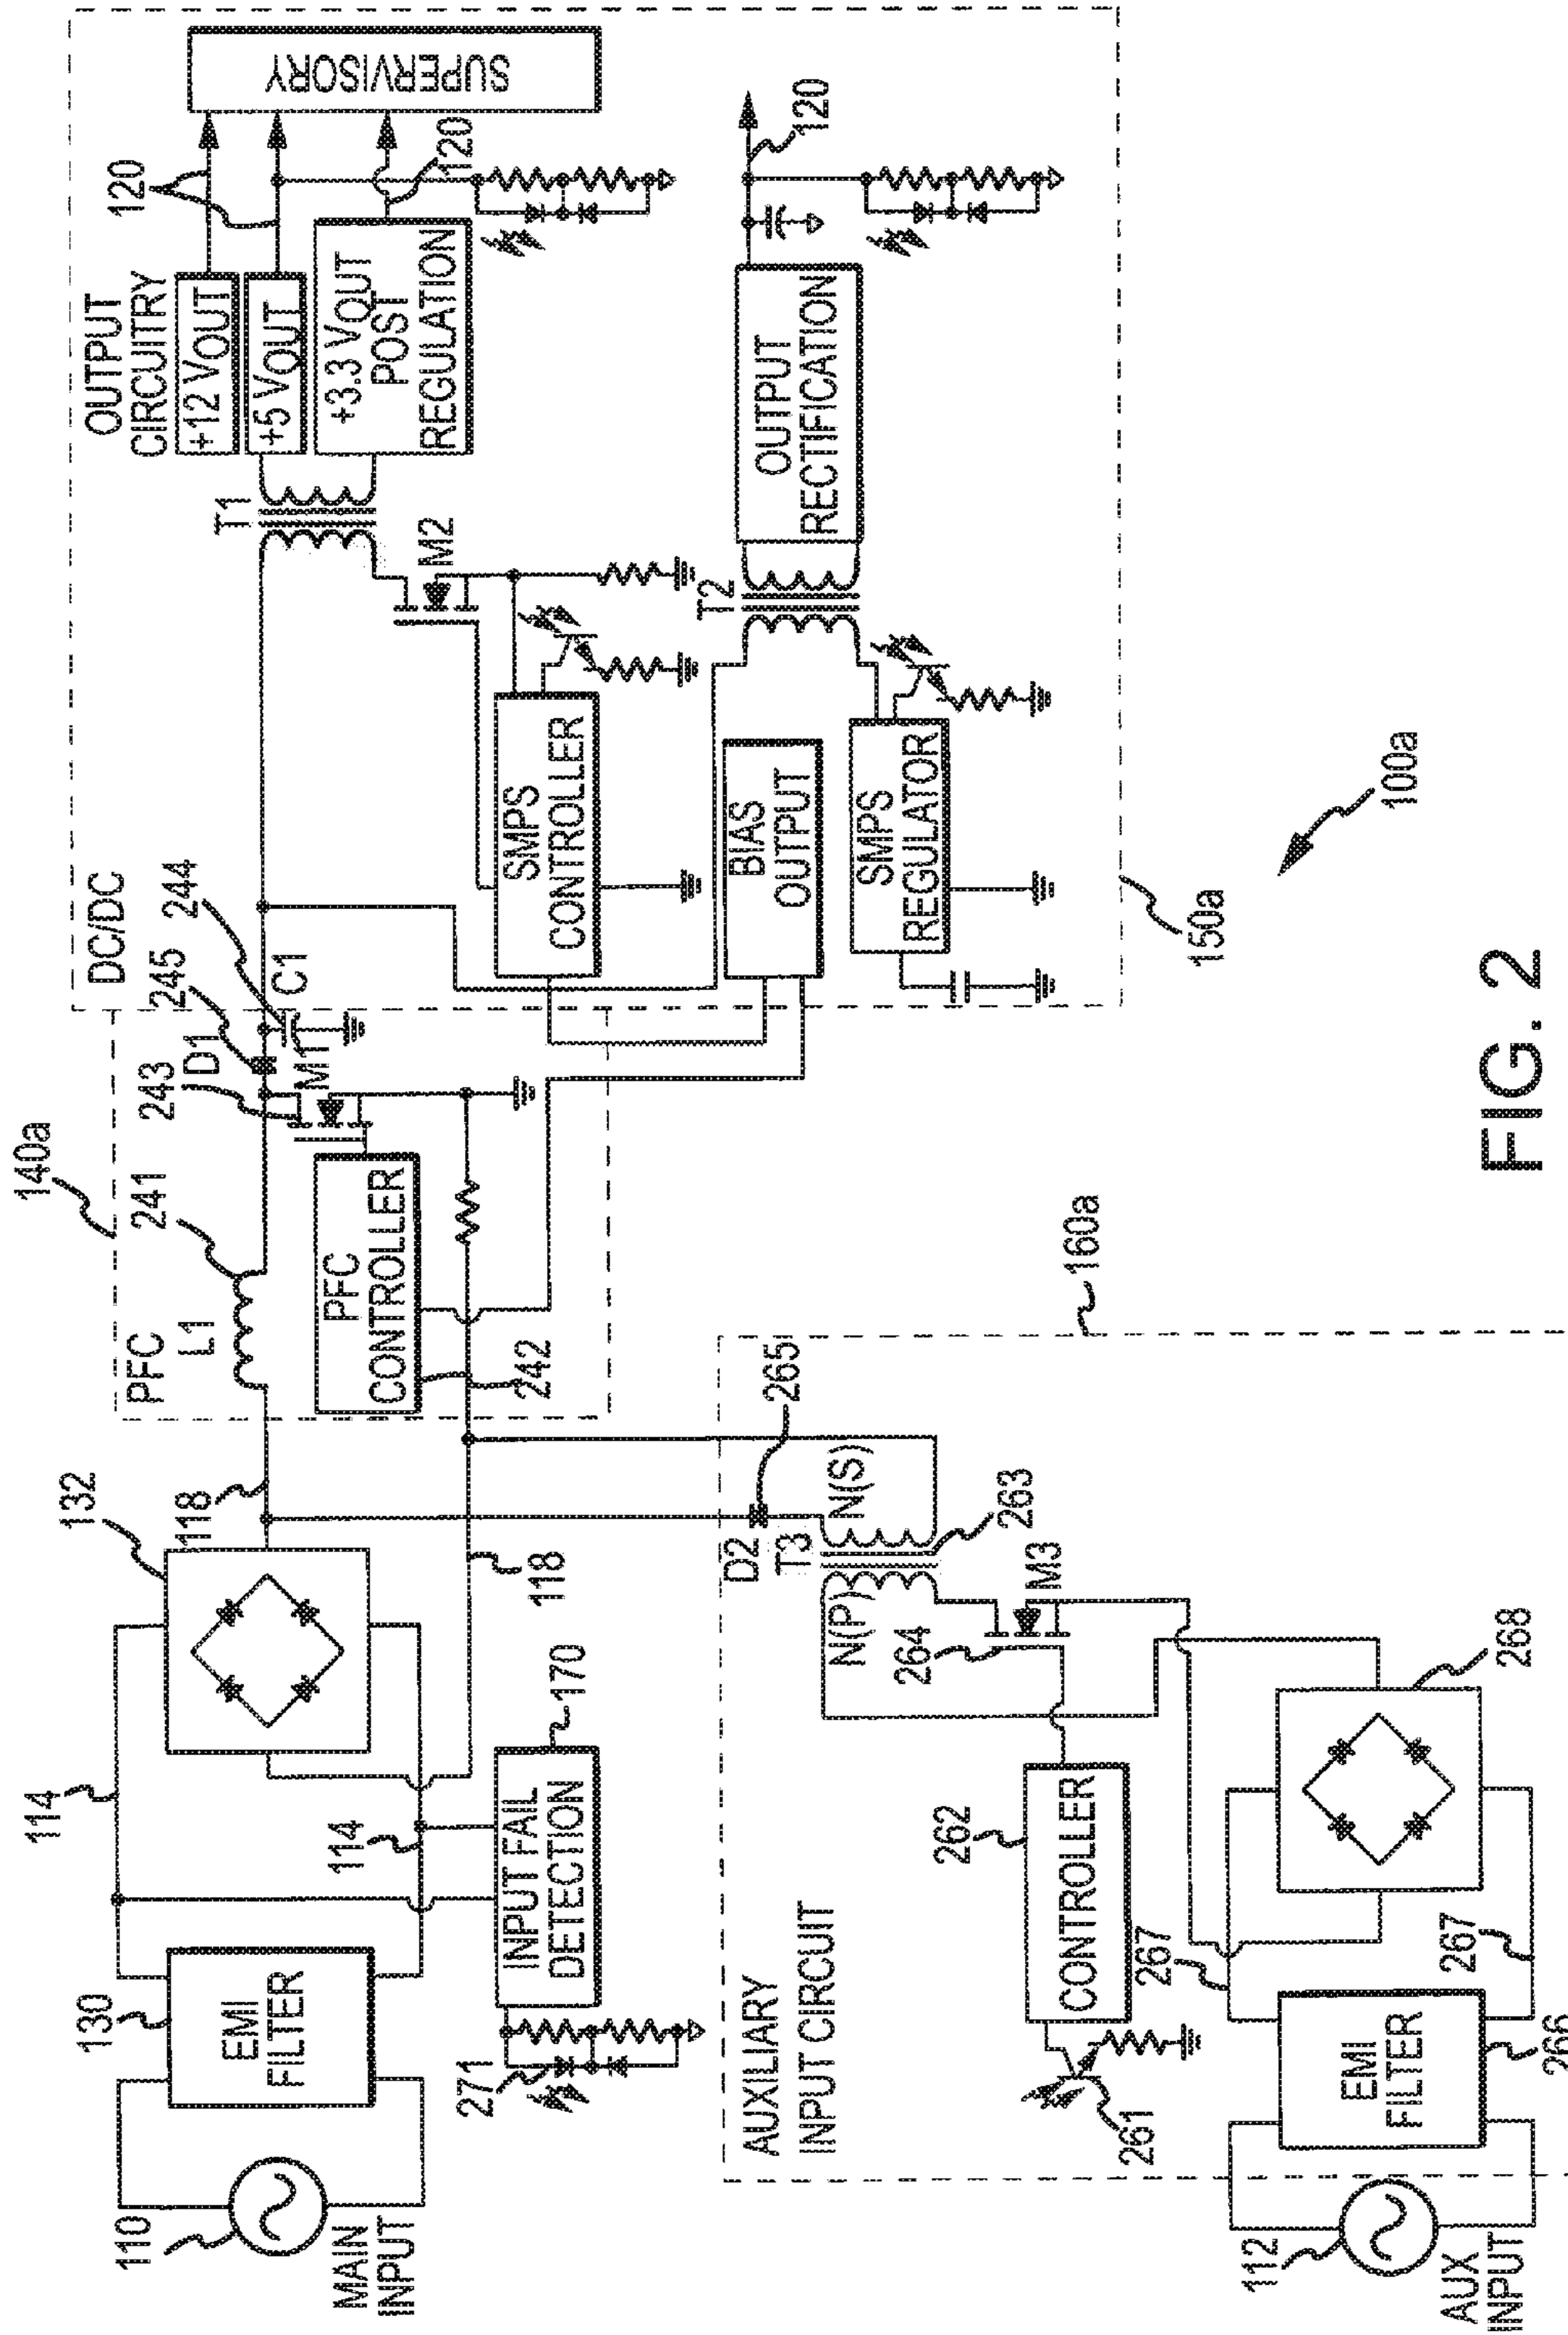 140a
114
132
PFC
L1
241
243
D1
245
244
DC/DC
C1
M1
110
130
EMI
FILTER
MAIN
INPUT
114
118
118
PFC
CONTROLLER
242
271
INPUT FAIL
DETECTION
170
OUTPUT
CIRCUITRY
+12 VOUT
+5 VOUT
+3.3 VOUT
POST
REGULATION
120
120
SUPERVISORY
T1
M2
SMPS
CONTROLLER
BIAS
OUTPUT
SMPS
REGULATOR
T2
OUTPUT
RECTIFICATION
120
150a
100a
160a
AUXILIARY
INPUT CIRCUIT
D2
265
T3
N(S)
N(P)
263
264
M3
262
CONTROLLER
261
267
267
268
112
EMI
FILTER
266
AUX
INPUT
FIG. 2